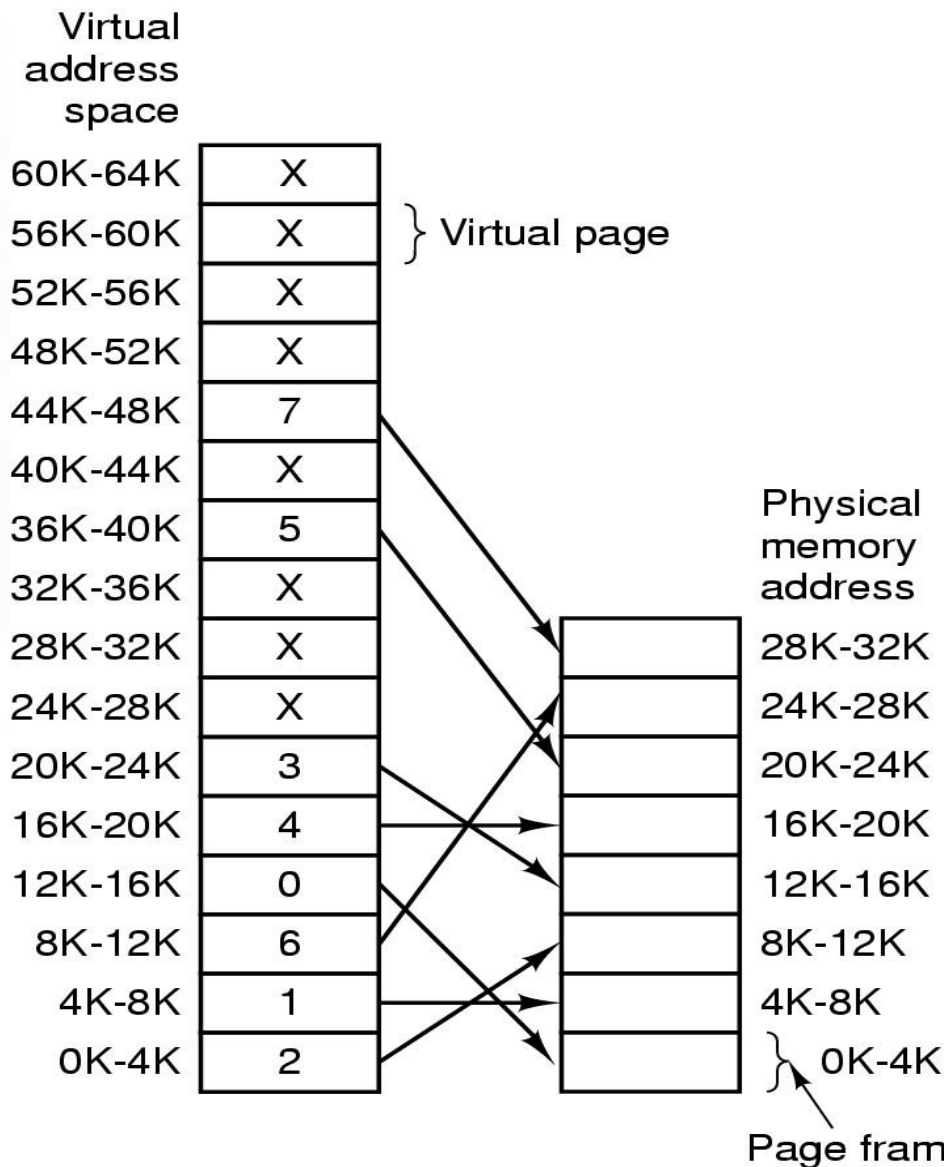 Virtual
address
space
60K-64K X
56K-60K X Virtual page
52K-56K X
48K-52K X
44K-48K 7
40K-44K X
36K-40K 5
32K-36K X
28K-32K X
24K-28K X
20K-24K 3
16K-20K 4
12K-16K 0
8K-12K 6
4K-8K 1
0K-4K 2
Physical
memory
address
28K-32K
24K-28K
20K-24K
16K-20K
12K-16K
8K-12K
4K-8K
0K-4K
Page fram